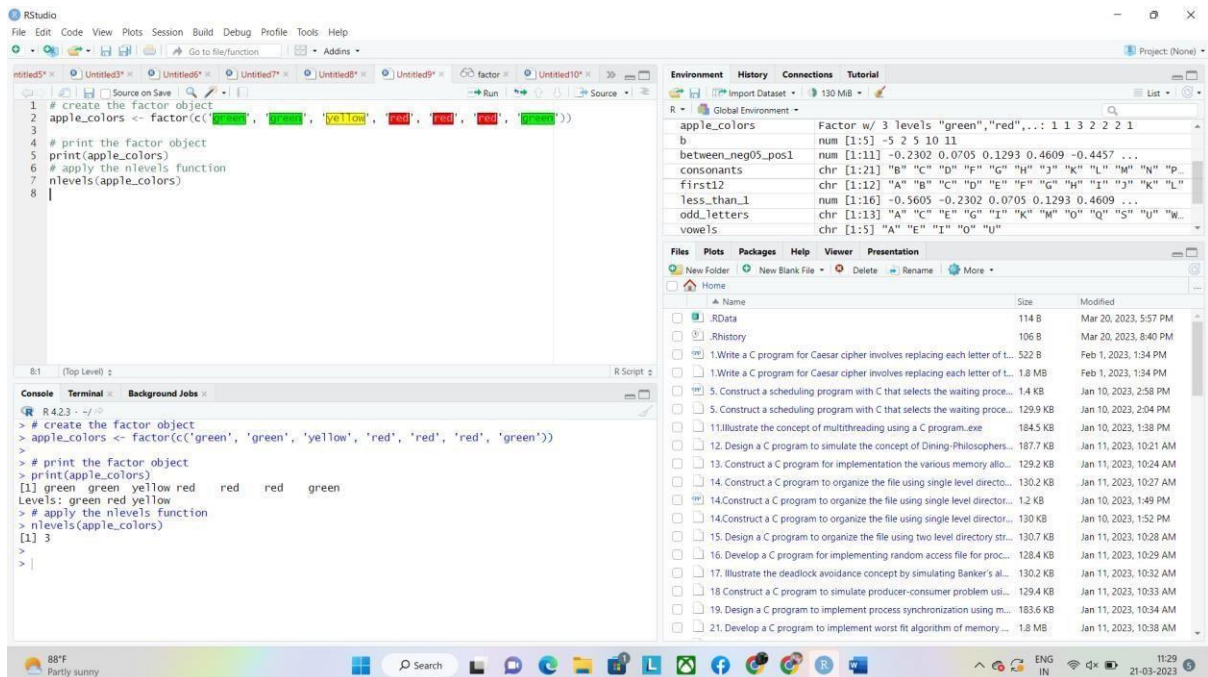 RStudio
File Edit Code View Plots Session Build Debug Profile Tools Help
Go to file/function Addins
Project: (None)
ntitled5* Untitled3* Untitled6* Untitled7* Untitled8* Untitled9* factor Untitled10*
Source on Save Run Source
1 # create the factor object
2 apple_colors <- factor(c('green', 'green', 'yellow', 'red', 'red', 'red', 'green'))
3
4 # print the factor object
5 print(apple_colors)
6 # apply the nlevels function
7 nlevels(apple_colors)
8
8:1 (Top Level) R Script
Console Terminal Background Jobs
R 4.2.3 · ~/
> # create the factor object
> apple_colors <- factor(c('green', 'green', 'yellow', 'red', 'red', 'red', 'green'))
>
> # print the factor object
> print(apple_colors)
[1] green green yellow red red red green
Levels: green red yellow
> # apply the nlevels function
> nlevels(apple_colors)
[1] 3
>
>
Environment History Connections Tutorial
Import Dataset 130 MiB List
R Global Environment
apple_colors Factor w/ 3 levels "green","red",..: 1 1 3 2 2 2 1
b num [1:5] -5 2 5 10 11
between_neg05_pos1 num [1:11] -0.2302 0.0705 0.1293 0.4609 -0.4457 ...
consonants chr [1:21] "B" "C" "D" "F" "G" "H" "J" "K" "L" "M" "N" "P...
first12 chr [1:12] "A" "B" "C" "D" "E" "F" "G" "H" "I" "J" "K" "L"
less_than_1 num [1:16] -0.5605 -0.2302 0.0705 0.1293 0.4609 ...
odd_letters chr [1:13] "A" "C" "E" "G" "I" "K" "M" "O" "Q" "S" "U" "W...
vowels chr [1:5] "A" "E" "I" "O" "U"
Files Plots Packages Help Viewer Presentation
New Folder New Blank File Delete Rename More
Home
Name Size Modified
.RData 114 B Mar 20, 2023, 5:57 PM
.Rhistory 106 B Mar 20, 2023, 8:40 PM
1.Write a C program for Caesar cipher involves replacing each letter of t... 522 B Feb 1, 2023, 1:34 PM
1.Write a C program for Caesar cipher involves replacing each letter of t... 1.8 MB Feb 1, 2023, 1:34 PM
5. Construct a scheduling program with C that selects the waiting proce... 1.4 KB Jan 10, 2023, 2:58 PM
5. Construct a scheduling program with C that selects the waiting proce... 129.9 KB Jan 10, 2023, 2:04 PM
11.Illustrate the concept of multithreading using a C program..exe 184.5 KB Jan 10, 2023, 1:38 PM
12. Design a C program to simulate the concept of Dining-Philosophers... 187.7 KB Jan 11, 2023, 10:21 AM
13. Construct a C program for implementation the various memory allo... 129.2 KB Jan 11, 2023, 10:24 AM
14. Construct a C program to organize the file using single level directo... 130.2 KB Jan 11, 2023, 10:27 AM
14.Construct a C program to organize the file using single level director... 1.2 KB Jan 10, 2023, 1:49 PM
14.Construct a C program to organize the file using single level director... 130 KB Jan 10, 2023, 1:52 PM
15. Design a C program to organize the file using two level directory str... 130.7 KB Jan 11, 2023, 10:28 AM
16. Develop a C program for implementing random access file for proc... 128.4 KB Jan 11, 2023, 10:29 AM
17. Illustrate the deadlock avoidance concept by simulating Banker's al... 130.2 KB Jan 11, 2023, 10:32 AM
18 Construct a C program to simulate producer-consumer problem usi... 129.4 KB Jan 11, 2023, 10:33 AM
19. Design a C program to implement process synchronization using m... 183.6 KB Jan 11, 2023, 10:34 AM
21. Develop a C program to implement worst fit algorithm of memory ... 1.8 MB Jan 11, 2023, 10:38 AM
88°F
Partly sunny
Search
ENG
IN
11:29
21-03-2023